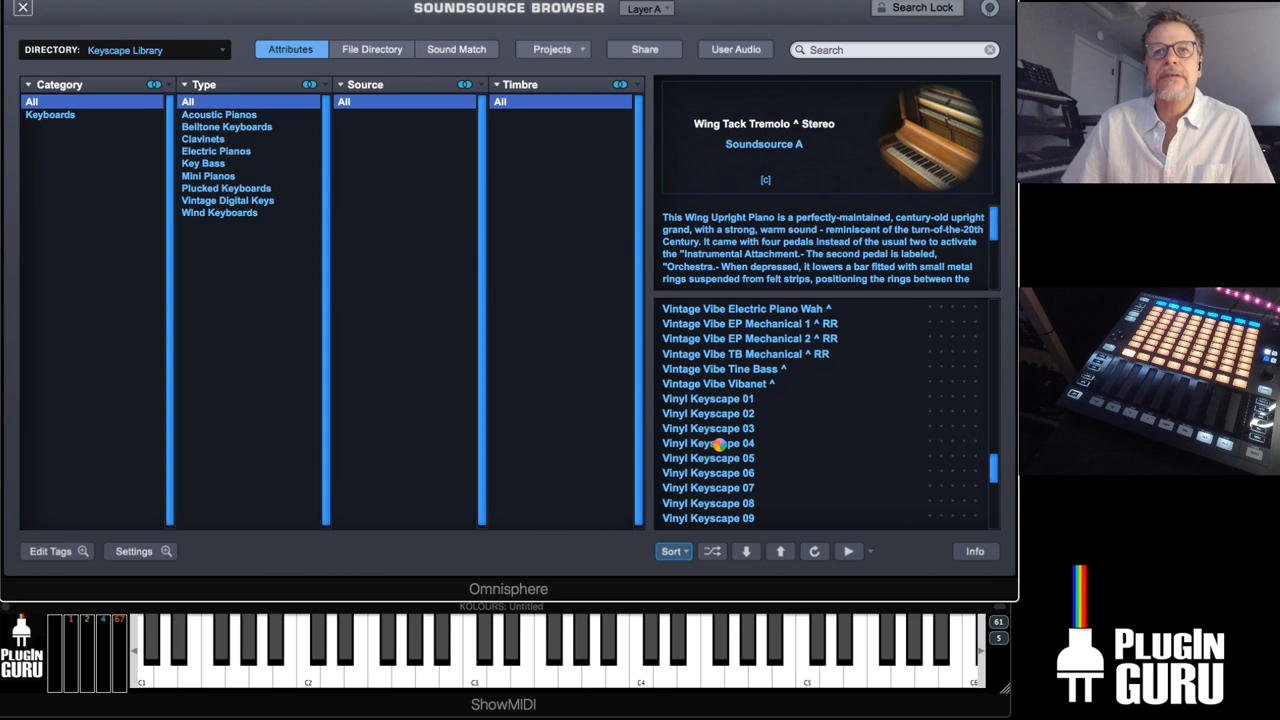 SOUNDSOURCE BROWSER
Layer A
Search Lock
DIRECTORY: Keyscape Library
Attributes
File Directory
Sound Match
Projects
Share
User Audio
Search
Category
Type
Source
Timbre
All
Keyboards
All
Acoustic Pianos
Belltone Keyboards
Clavinets
Electric Pianos
Key Bass
Mini Pianos
Plucked Keyboards
Vintage Digital Keys
Wind Keyboards
All
All
Wing Tack Tremolo ^ Stereo
Soundsource A
[c]
This Wing Upright Piano is a perfectly-maintained, century-old upright
grand, with a strong, warm sound - reminiscent of the turn-of-the-20th
Century. It came with four pedals instead of the usual two to activate
the "Instrumental Attachment.- The second pedal is labeled,
"Orchestra.- When depressed, it lowers a bar fitted with small metal
rings suspended from felt strips, positioning the rings between the
Vintage Vibe Electric Piano Wah ^
Vintage Vibe EP Mechanical 1 ^ RR
Vintage Vibe EP Mechanical 2 ^ RR
Vintage Vibe TB Mechanical ^ RR
Vintage Vibe Tine Bass ^
Vintage Vibe Vibanet ^
Vinyl Keyscape 01
Vinyl Keyscape 02
Vinyl Keyscape 03
Vinyl Keyscape 04
Vinyl Keyscape 05
Vinyl Keyscape 06
Vinyl Keyscape 07
Vinyl Keyscape 08
Vinyl Keyscape 09
Edit Tags
Settings
Sort
Info
Omnisphere
KOLOURS: Untitled
1 2 4 67
61
5
PLUGIN
GURU
C1 C2 C3 C4 C5 C6
ShowMIDI
PLUGIN
GURU